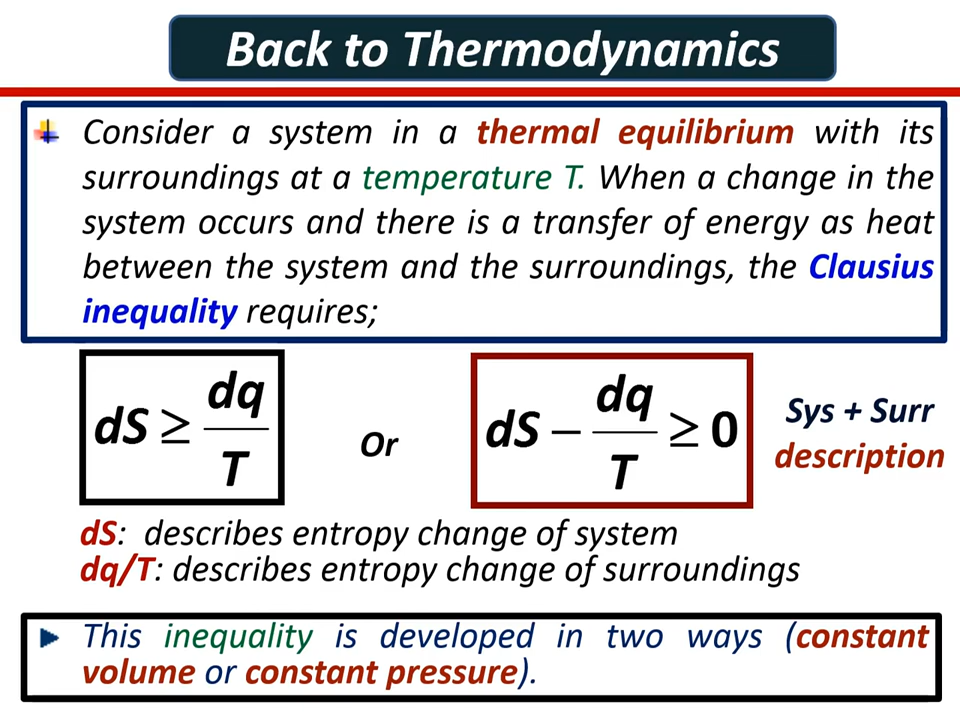 Back to Thermodynamics
Consider a system in a thermal equilibrium with its
surroundings at a temperature T. When a change in the
system occurs and there is a transfer of energy as heat
between the system and the surroundings, the Clausius
inequality requires;
dS ≥ dq/T
Or
dS − dq/T ≥ 0
Sys + Surr
description
dS: describes entropy change of system
dq/T: describes entropy change of surroundings
This inequality is developed in two ways (constant
volume or constant pressure).